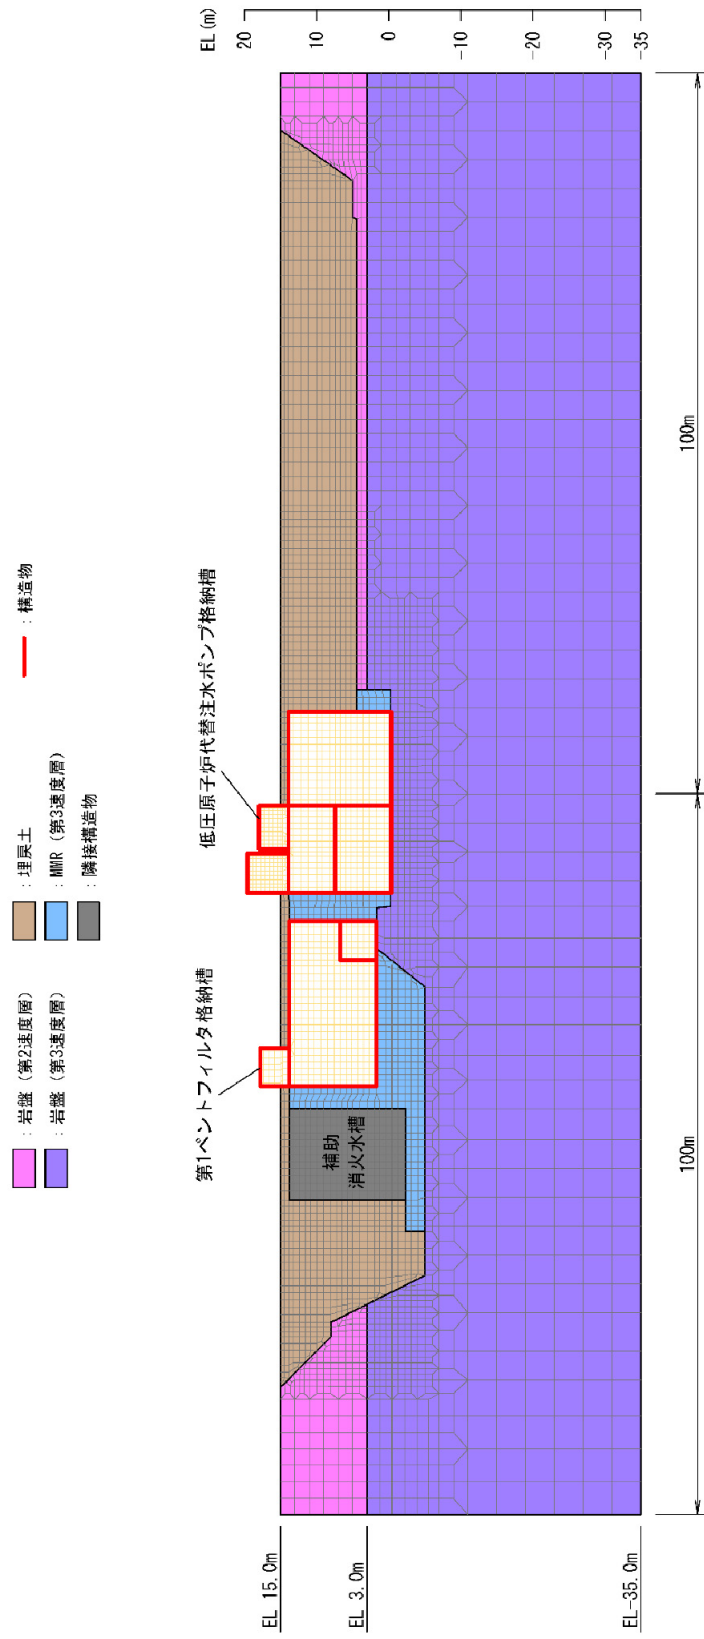 ：岩盤（第2速度層）
：岩盤（第3速度層）
：埋戻土
：MMR（第3速度層）
：隣接構造物
：構造物
第1ベントフィルタ格納槽
低圧原子炉代替注水ポンプ格納槽
EL(m)
20
10
0
-10
-20
-30
-35
補助
消火水槽
EL 15.0m
EL 3.0m
EL-35.0m
100m
100m